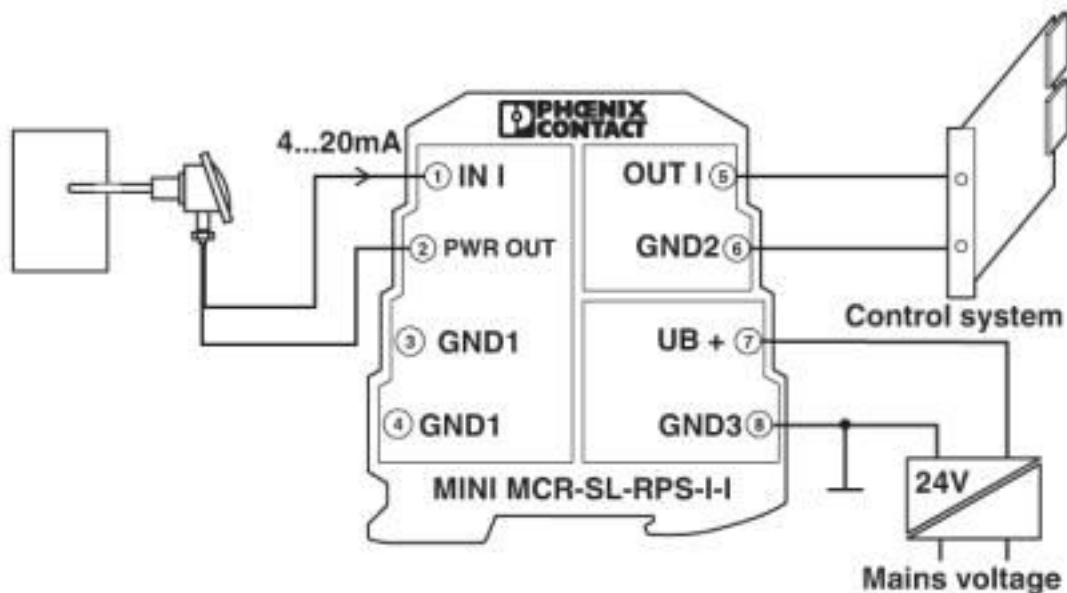 PHŒNIX
CONTACT
4...20mA
1 IN I
OUT I 5
2 PWR OUT
GND2 6
Control system
3 GND1
UB + 7
4 GND1
GND3 8
24V
MINI MCR-SL-RPS-I-I
Mains voltage